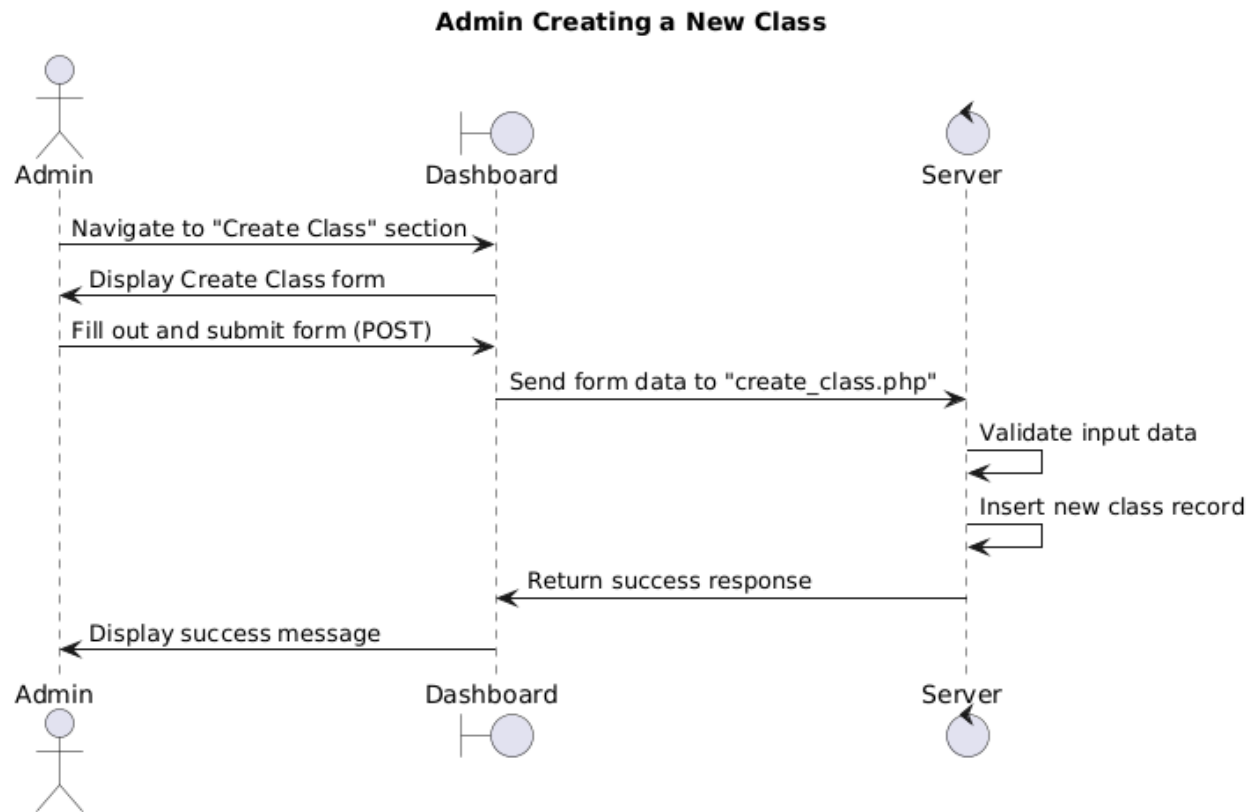 Admin Creating a New Class
Admin
Dashboard
Server
Navigate to "Create Class" section
Display Create Class form
Fill out and submit form (POST)
Send form data to "create_class.php"
Validate input data
Insert new class record
Return success response
Display success message
Admin
Dashboard
Server